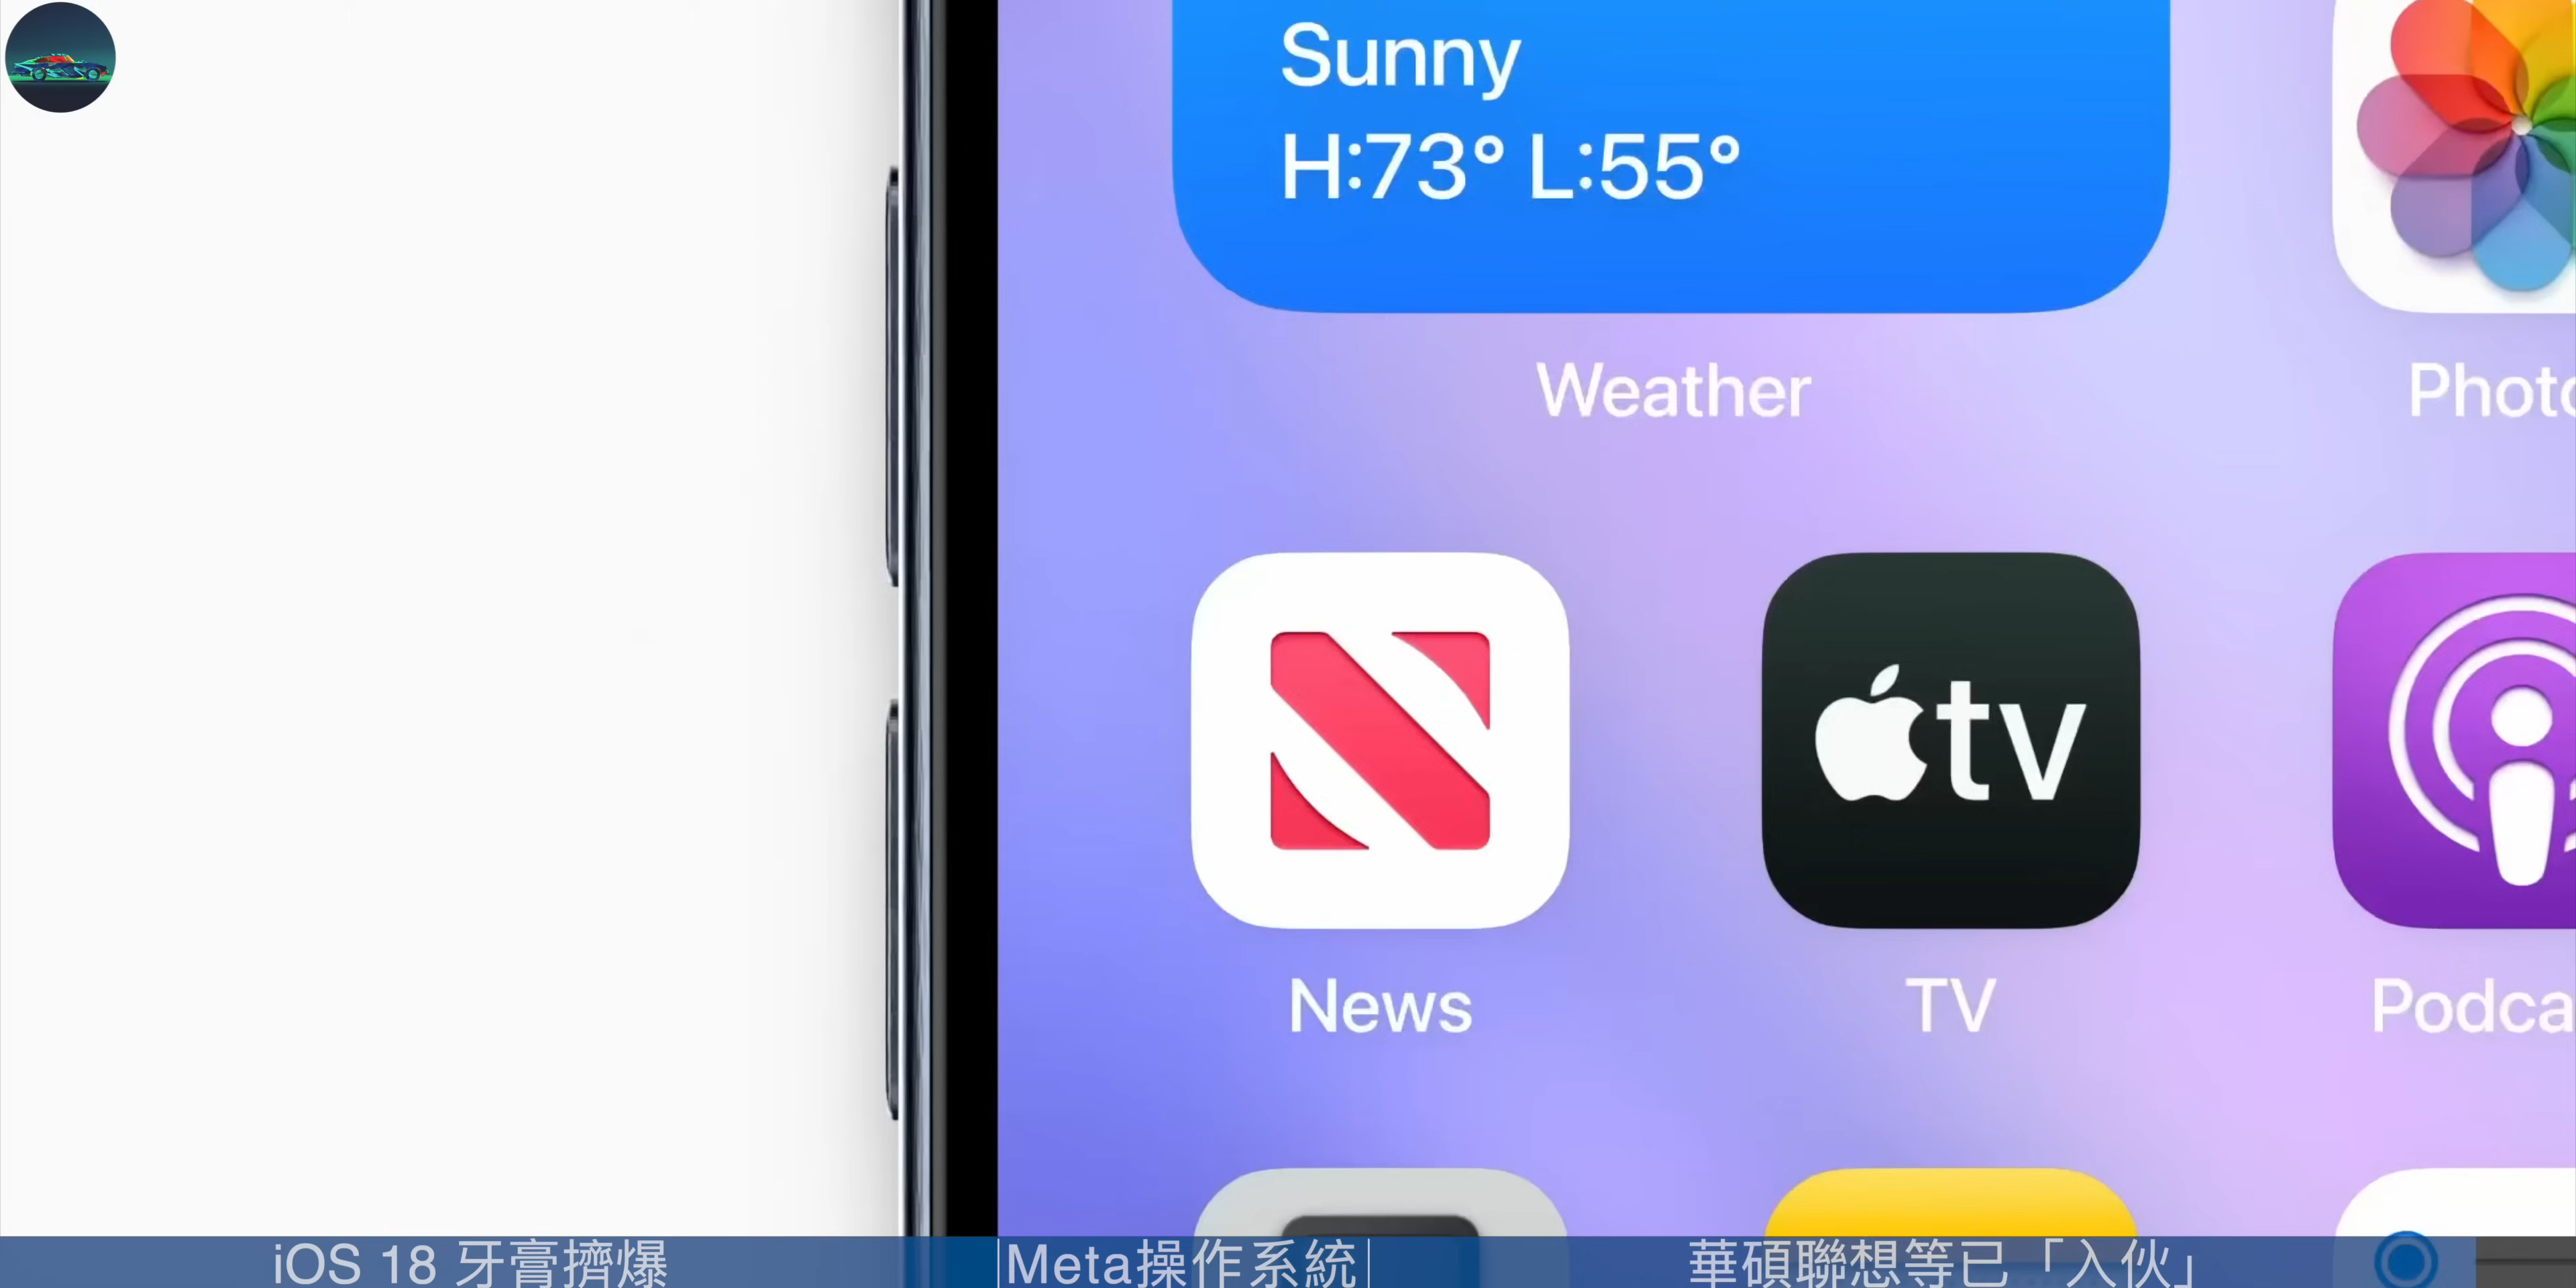 Sunny
H:73° L:55°
Weather
Photo
tv
News
TV
Podca
iOS 18 牙膏擠爆
Meta操作系統
華碩聯想等已「入伙」